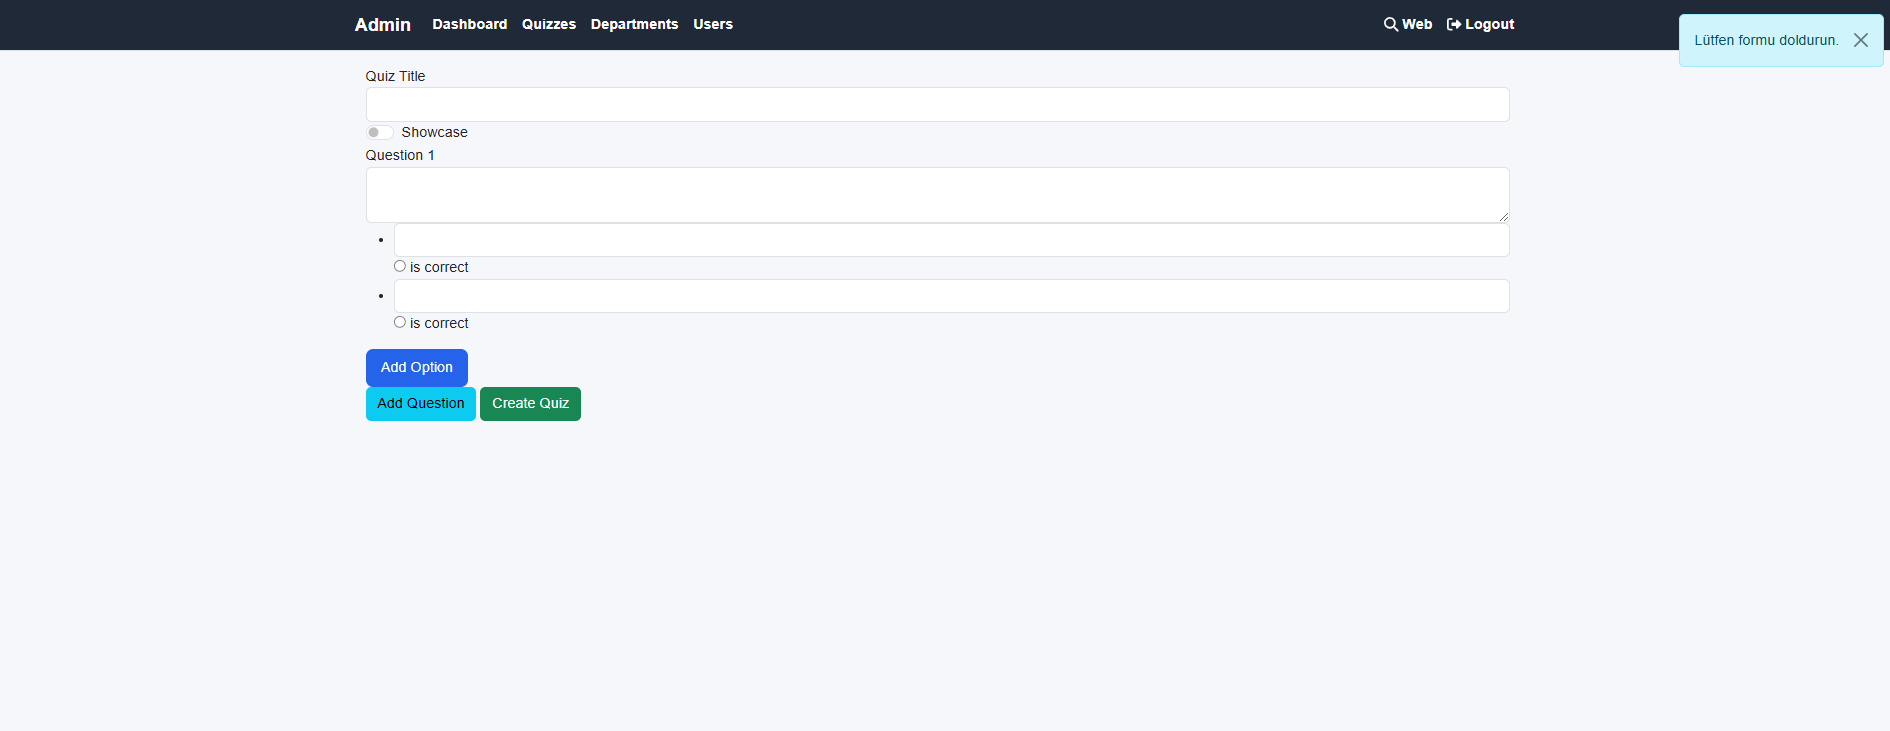 Admin Dashboard Quizzes Departments Users Web Logout
Lütfen formu doldurun.
Quiz Title
Showcase
Question 1
is correct
is correct
Add Option
Add Question Create Quiz